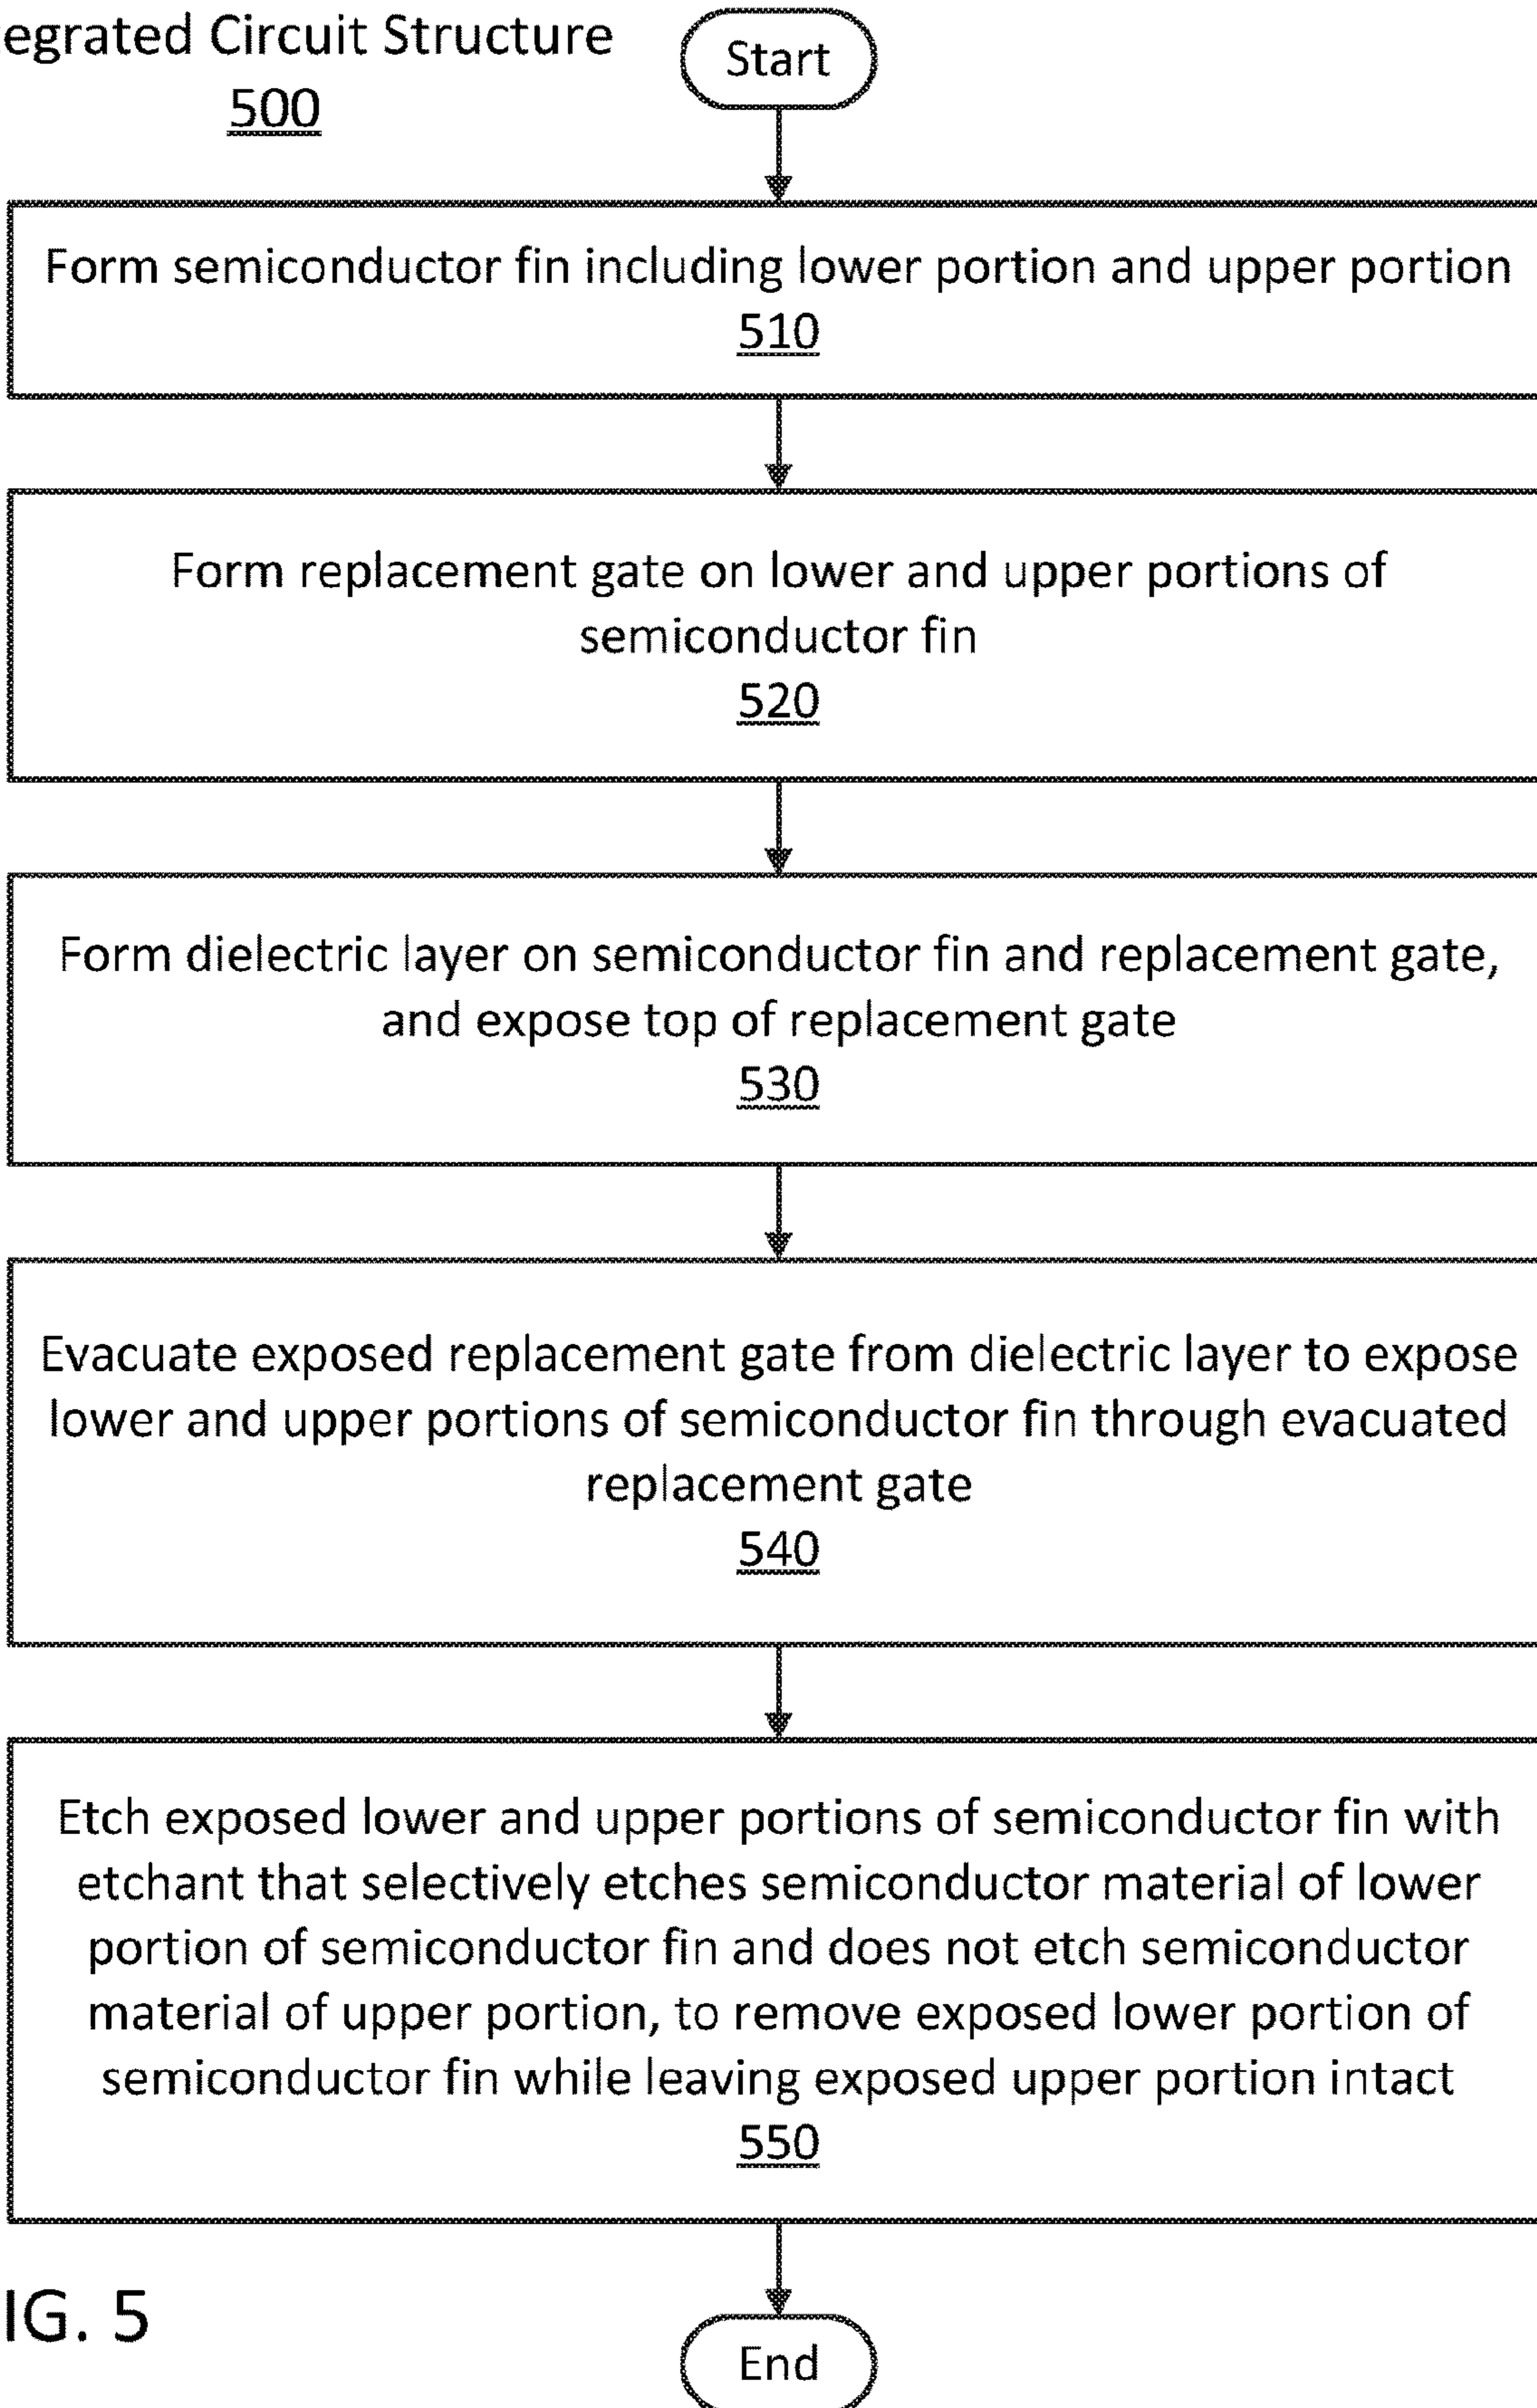 egrated Circuit Structure
500
Start
Form semiconductor fin including lower portion and upper portion
510
Form replacement gate on lower and upper portions of
semiconductor fin
520
Form dielectric layer on semiconductor fin and replacement gate,
and expose top of replacement gate
530
Evacuate exposed replacement gate from dielectric layer to expose
lower and upper portions of semiconductor fin through evacuated
replacement gate
540
Etch exposed lower and upper portions of semiconductor fin with
etchant that selectively etches semiconductor material of lower
portion of semiconductor fin and does not etch semiconductor
material of upper portion, to remove exposed lower portion of
semiconductor fin while leaving exposed upper portion intact
550
IG. 5
End